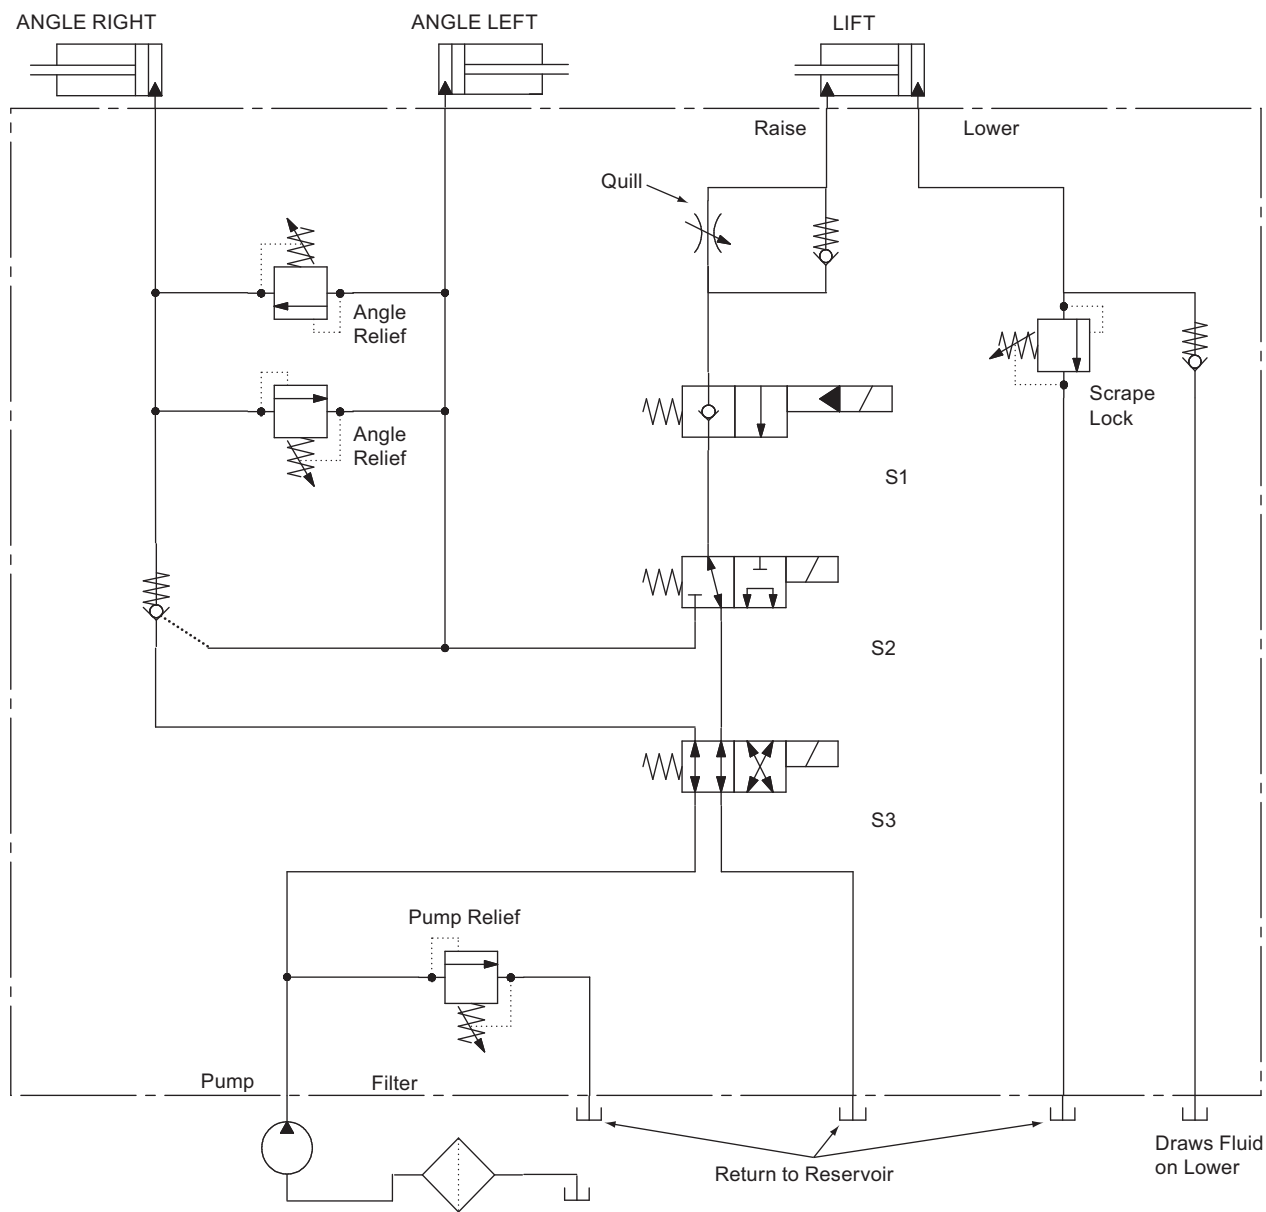 ANGLE RIGHT
ANGLE LEFT
LIFT
Raise
Lower
Quill
Angle
Relief
Angle
Relief
Scrape
Lock
S1
S2
S3
Pump Relief
Pump
Filter
Return to Reservoir
Draws Fluid
on Lower